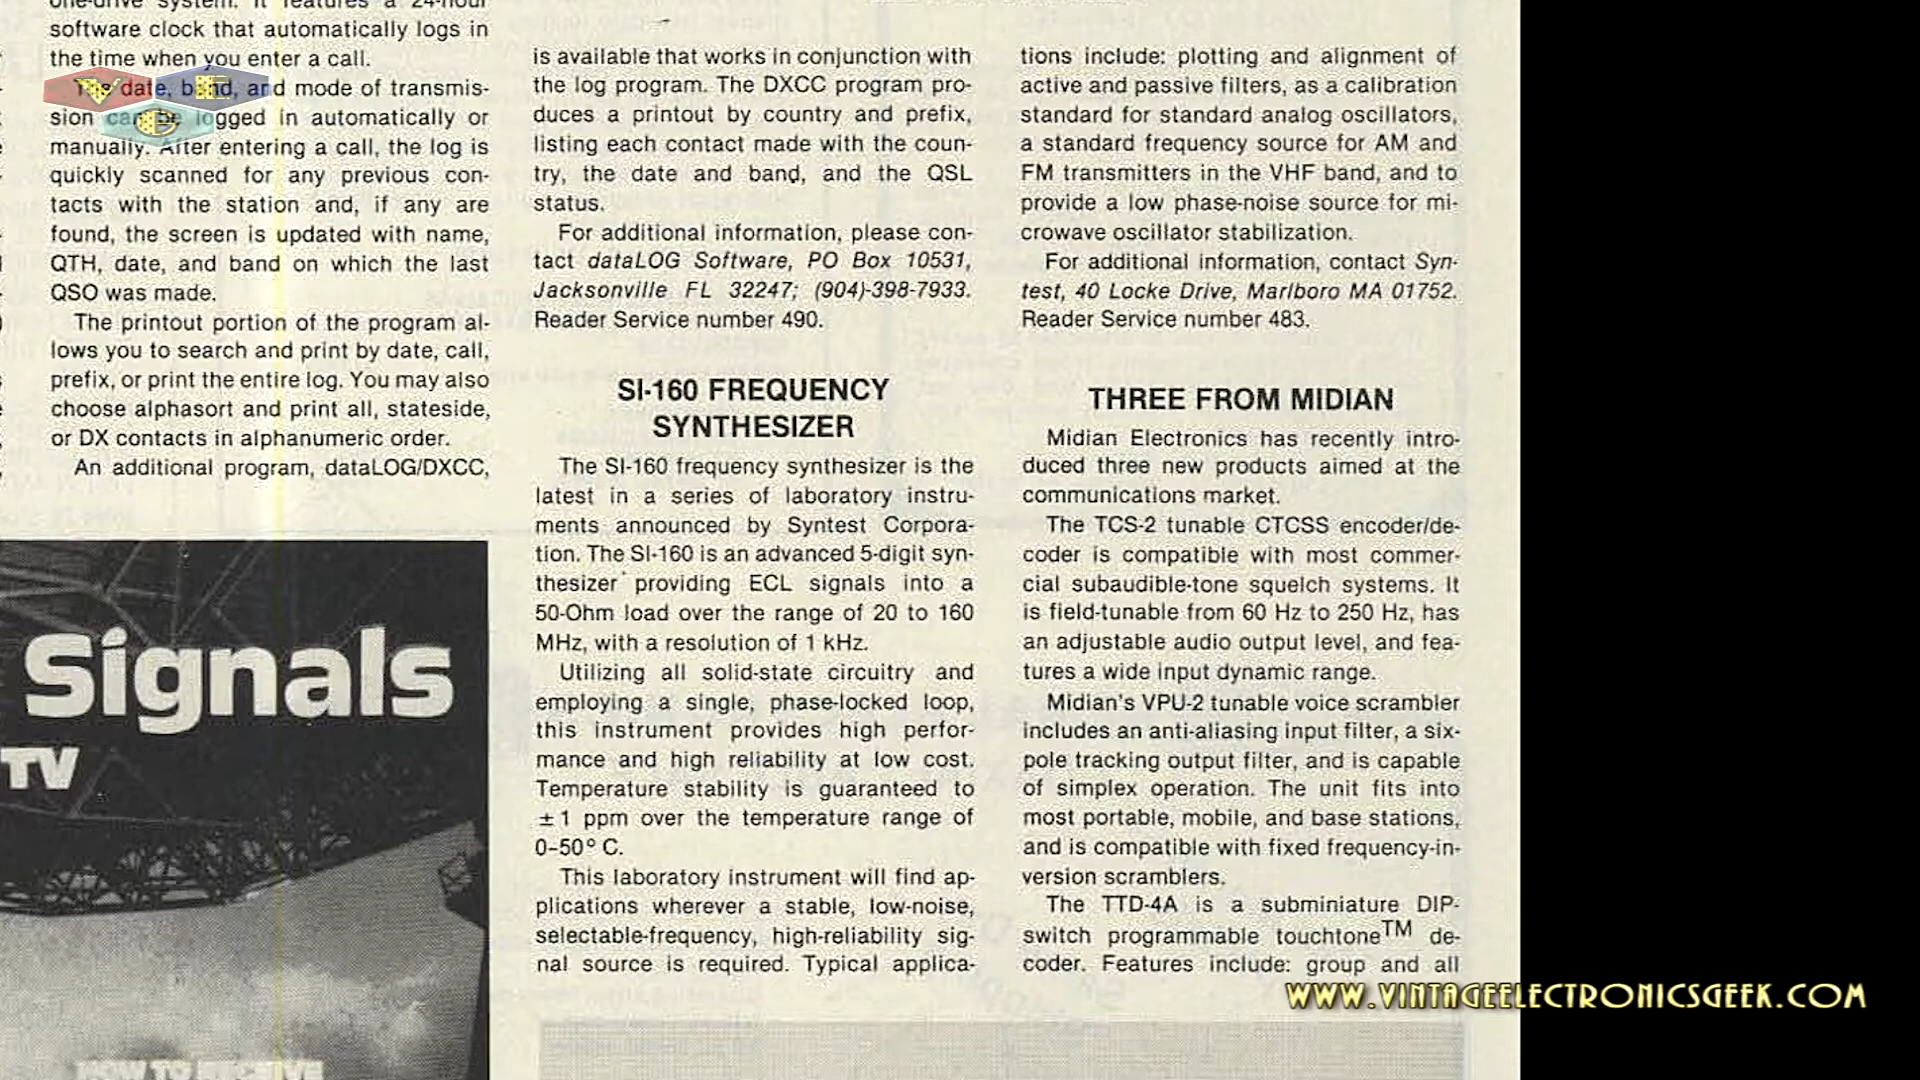 one-drive system. It features a 24-hour
software clock that automatically logs in
the time when you enter a call.
The date, band, and mode of transmis-
sion can be logged in automatically or
manually. After entering a call, the log is
quickly scanned for any previous con-
tacts with the station and, if any are
found, the screen is updated with name,
QTH, date, and band on which the last
QSO was made.
The printout portion of the program al-
lows you to search and print by date, call,
prefix, or print the entire log. You may also
choose alphasort and print all, stateside,
or DX contacts in alphanumeric order.
An additional program, dataLOG/DXCC,
Signals
TV
HOW TO RECEIVE
is available that works in conjunction with
the log program. The DXCC program pro-
duces a printout by country and prefix,
listing each contact made with the coun-
try, the date and band, and the QSL
status.
For additional information, please con-
tact dataLOG Software, PO Box 10531,
Jacksonville FL 32247; (904)-398-7933.
Reader Service number 490.
SI-160 FREQUENCY
SYNTHESIZER
The SI-160 frequency synthesizer is the
latest in a series of laboratory instru-
ments announced by Syntest Corpora-
tion. The SI-160 is an advanced 5-digit syn-
thesizer providing ECL signals into a
50-Ohm load over the range of 20 to 160
MHz, with a resolution of 1 kHz.
Utilizing all solid-state circuitry and
employing a single, phase-locked loop,
this instrument provides high perfor-
mance and high reliability at low cost.
Temperature stability is guaranteed to
±1 ppm over the temperature range of
0–50° C.
This laboratory instrument will find ap-
plications wherever a stable, low-noise,
selectable-frequency, high-reliability sig-
nal source is required. Typical applica-
tions include: plotting and alignment of
active and passive filters, as a calibration
standard for standard analog oscillators,
a standard frequency source for AM and
FM transmitters in the VHF band, and to
provide a low phase-noise source for mi-
crowave oscillator stabilization.
For additional information, contact Syn-
test, 40 Locke Drive, Marlboro MA 01752.
Reader Service number 483.
THREE FROM MIDIAN
Midian Electronics has recently intro-
duced three new products aimed at the
communications market.
The TCS-2 tunable CTCSS encoder/de-
coder is compatible with most commer-
cial subaudible-tone squelch systems. It
is field-tunable from 60 Hz to 250 Hz, has
an adjustable audio output level, and fea-
tures a wide input dynamic range.
Midian's VPU-2 tunable voice scrambler
includes an anti-aliasing input filter, a six-
pole tracking output filter, and is capable
of simplex operation. The unit fits into
most portable, mobile, and base stations,
and is compatible with fixed frequency-in-
version scramblers.
The TTD-4A is a subminiature DIP-
switch programmable touchtone™ de-
coder. Features include: group and all
V E
G
WWW.VINTAGEELECTRONICSGEEK.COM